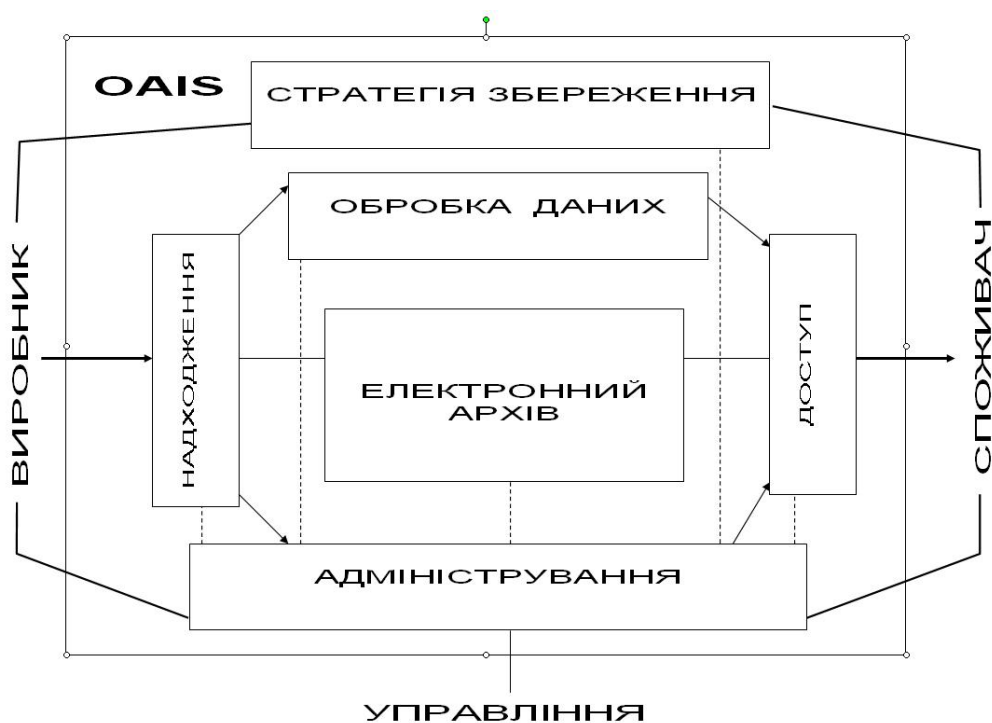 OAIS
СТРАТЕГІЯ ЗБЕРЕЖЕННЯ
ОБРОБКА ДАНИХ
ВИРОБНИК
НАДХОДЖЕННЯ
ЕЛЕКТРОННИЙ
АРХІВ
ДОСТУП
СПОЖИВАЧ
АДМІНІСТРУВАННЯ
УПРАВЛІННЯ